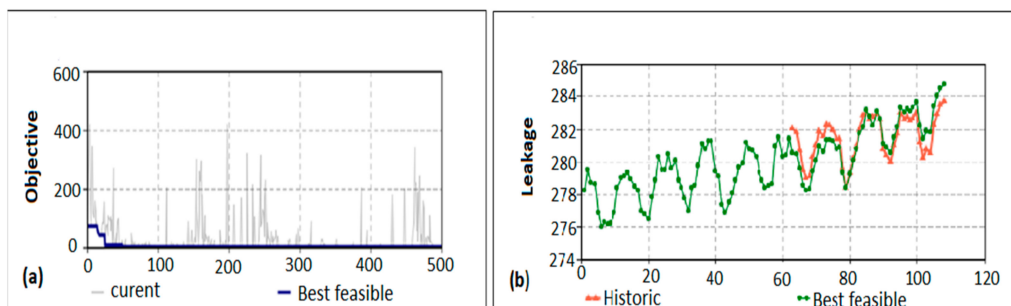 600
400
200
0
Objective
0 100 200 300 400 500
(a)
curent
Best feasible
286
284
282
280
278
276
274
Leakage
0 20 40 60 80 100 120
(b)
Historic
Best feasible